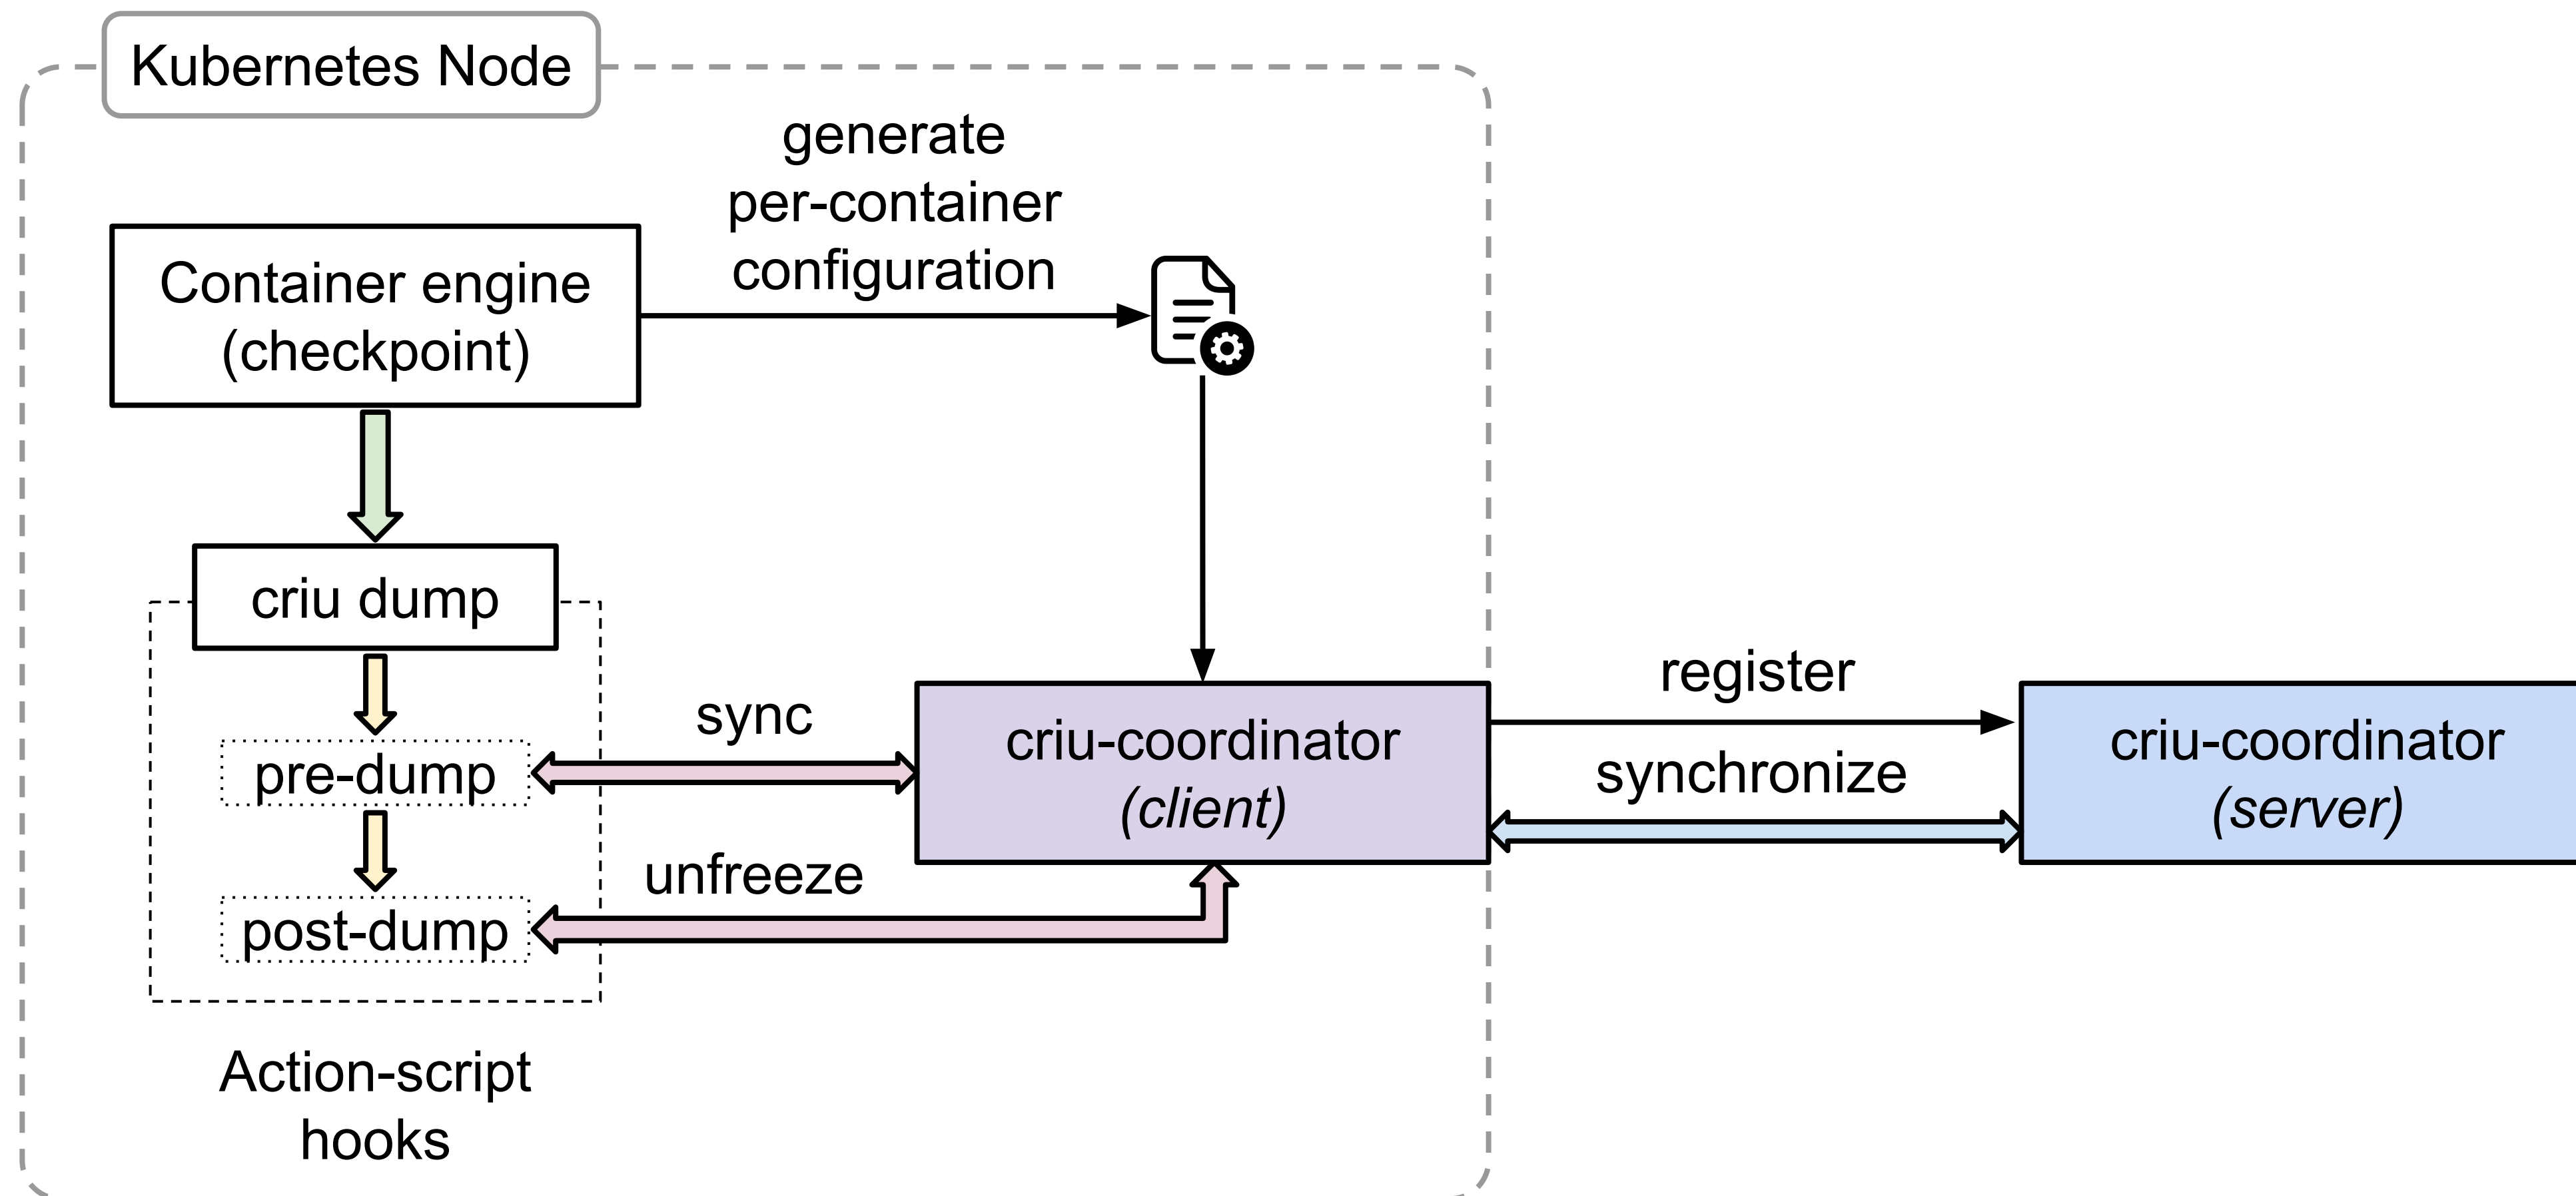 Kubernetes Node
generate
per-container
configuration
Container engine
(checkpoint)
criu dump
pre-dump
post-dump
Action-script
hooks
sync
unfreeze
criu-coordinator
(client)
register
synchronize
criu-coordinator
(server)